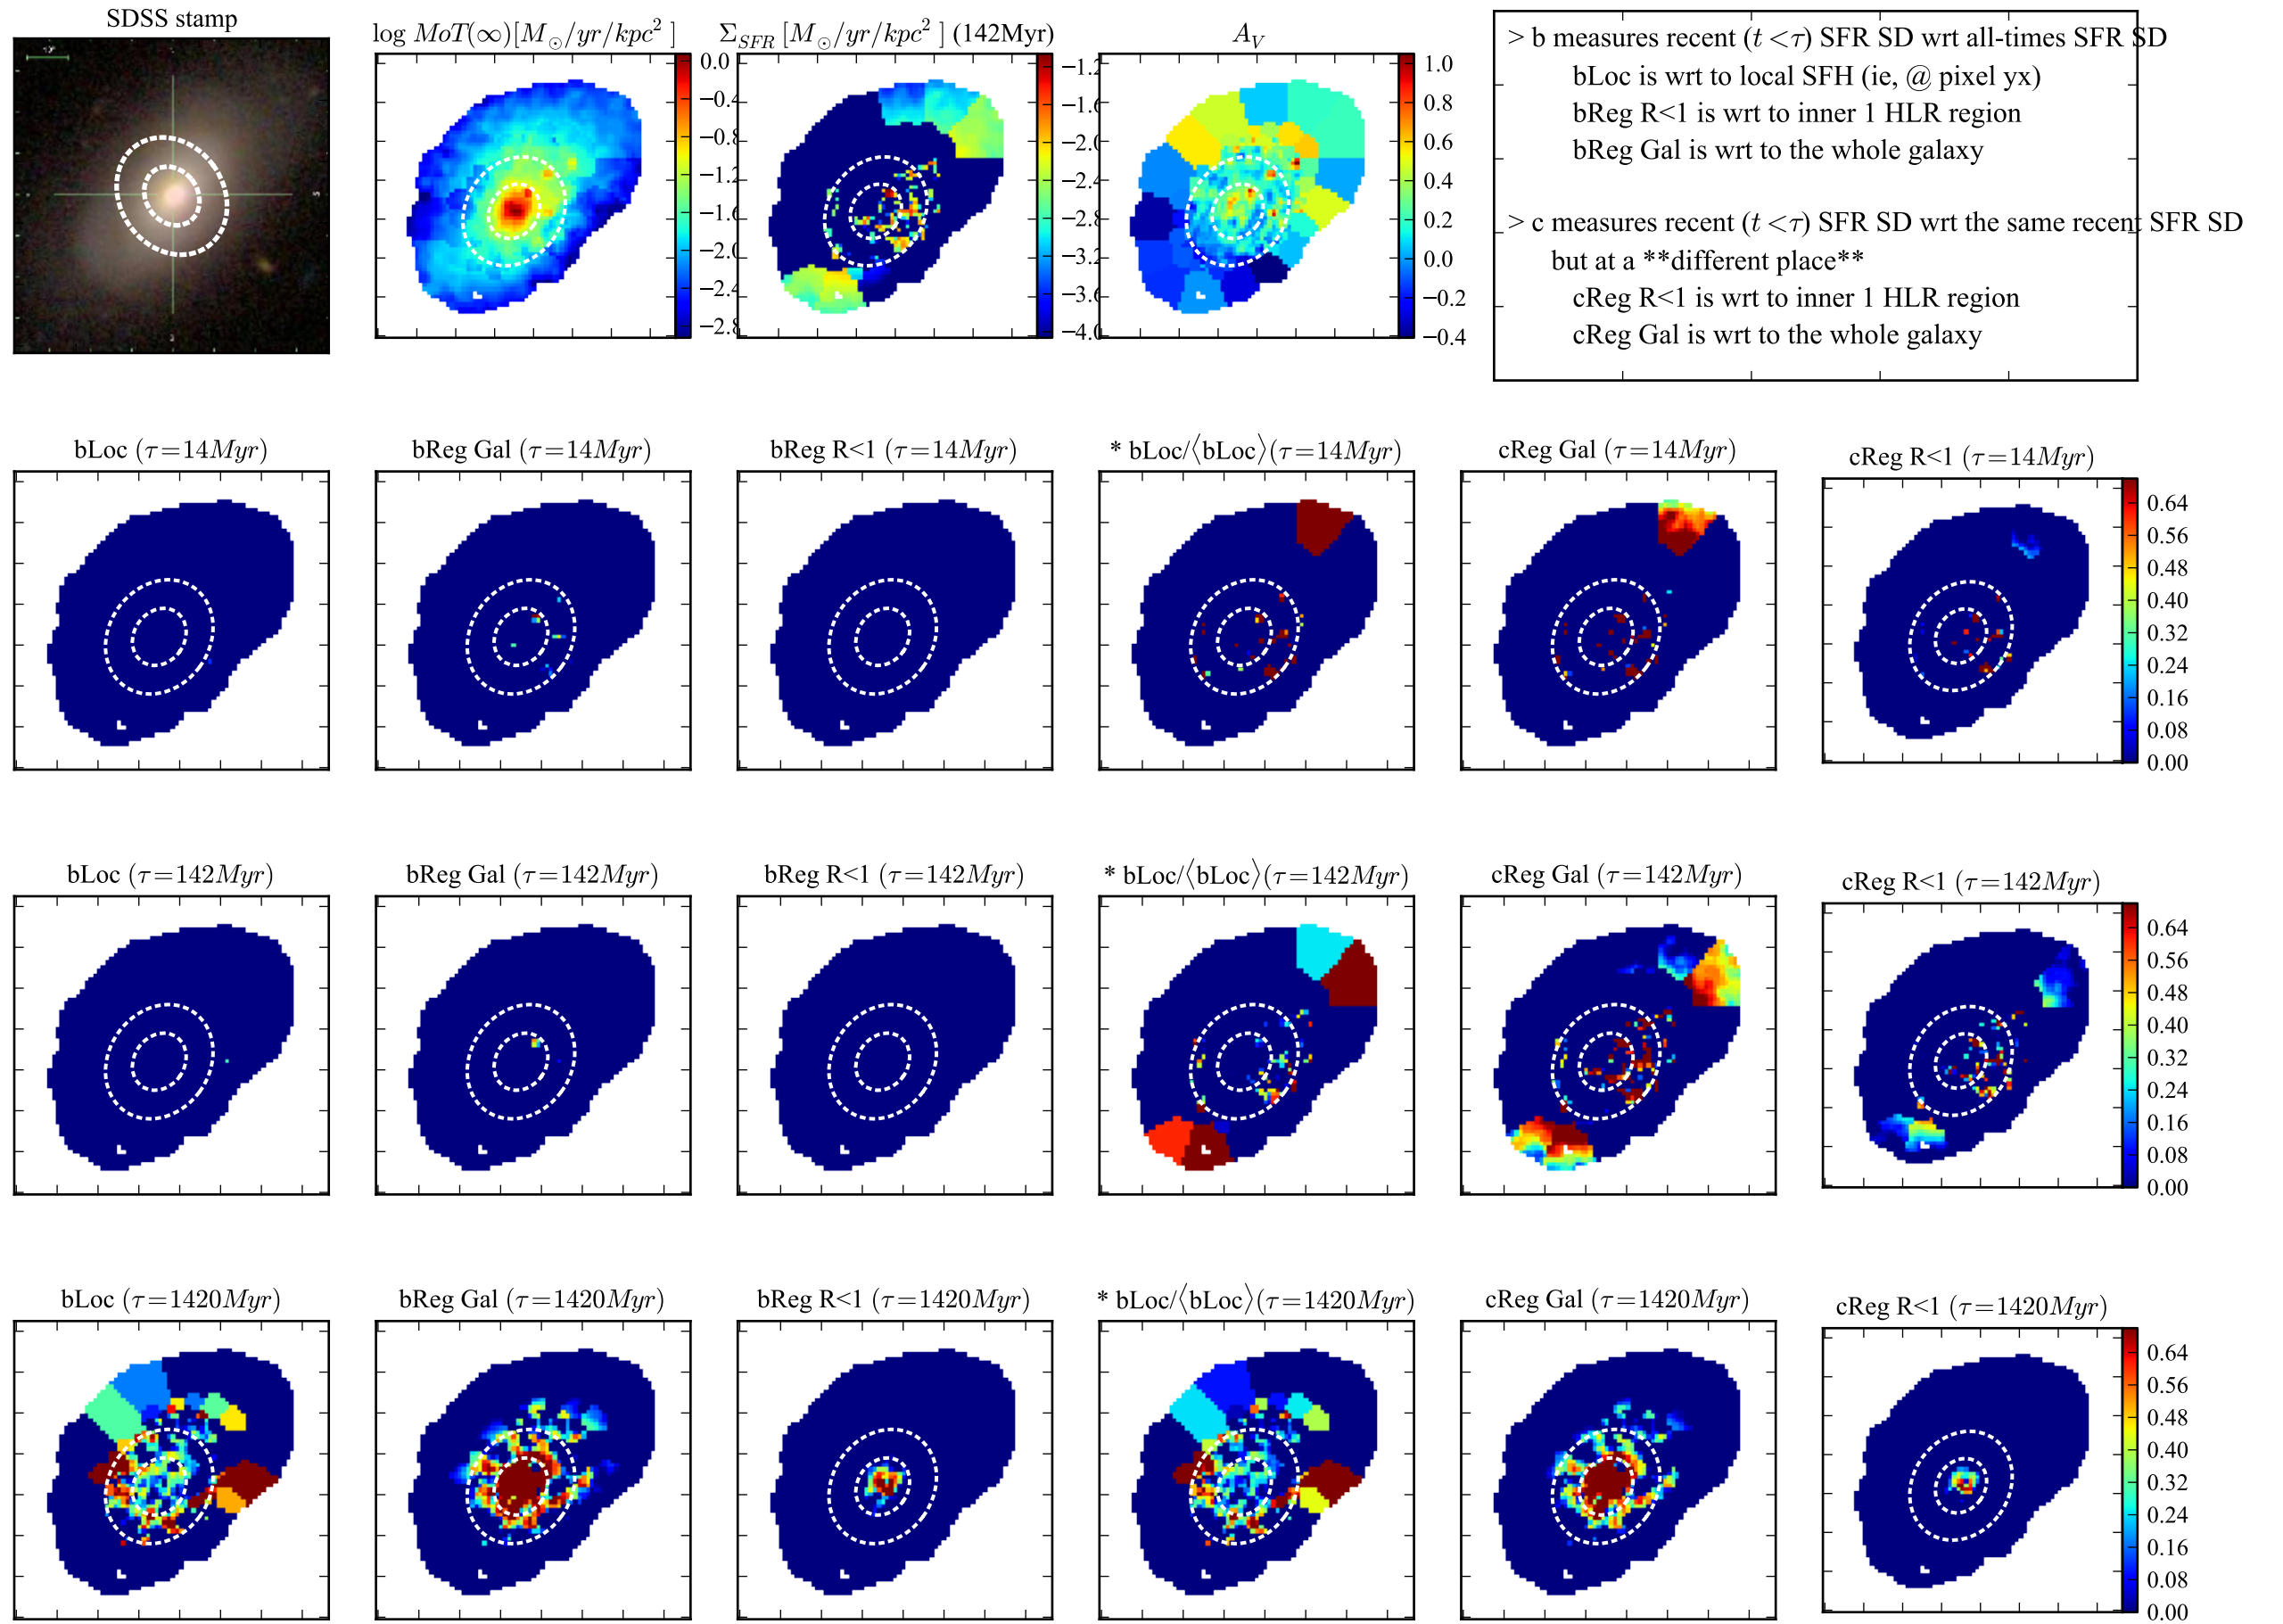 SDSS stamp
log MoT(∞)[M⊙/yr/kpc²]
Σ_SFR [M⊙/yr/kpc²] (142Myr)
A_V
0.0
−0.4
−0.8
−1.2
−1.6
−2.0
−2.4
−2.8
−1.2
−1.6
−2.0
−2.4
−2.8
−3.2
−3.6
−4.0
1.0
0.8
0.6
0.4
0.2
0.0
−0.2
−0.4
> b measures recent (t <τ) SFR SD wrt all-times SFR SD
bLoc is wrt to local SFH (ie, @ pixel yx)
bReg R<1 is wrt to inner 1 HLR region
bReg Gal is wrt to the whole galaxy
> c measures recent (t <τ) SFR SD wrt the same recent SFR SD
but at a **different place**
cReg R<1 is wrt to inner 1 HLR region
cReg Gal is wrt to the whole galaxy
bLoc (τ=14Myr)
bReg Gal (τ=14Myr)
bReg R<1 (τ=14Myr)
* bLoc/⟨bLoc⟩(τ=14Myr)
cReg Gal (τ=14Myr)
cReg R<1 (τ=14Myr)
0.64
0.56
0.48
0.40
0.32
0.24
0.16
0.08
0.00
bLoc (τ=142Myr)
bReg Gal (τ=142Myr)
bReg R<1 (τ=142Myr)
* bLoc/⟨bLoc⟩(τ=142Myr)
cReg Gal (τ=142Myr)
cReg R<1 (τ=142Myr)
0.64
0.56
0.48
0.40
0.32
0.24
0.16
0.08
0.00
bLoc (τ=1420Myr)
bReg Gal (τ=1420Myr)
bReg R<1 (τ=1420Myr)
* bLoc/⟨bLoc⟩(τ=1420Myr)
cReg Gal (τ=1420Myr)
cReg R<1 (τ=1420Myr)
0.64
0.56
0.48
0.40
0.32
0.24
0.16
0.08
0.00